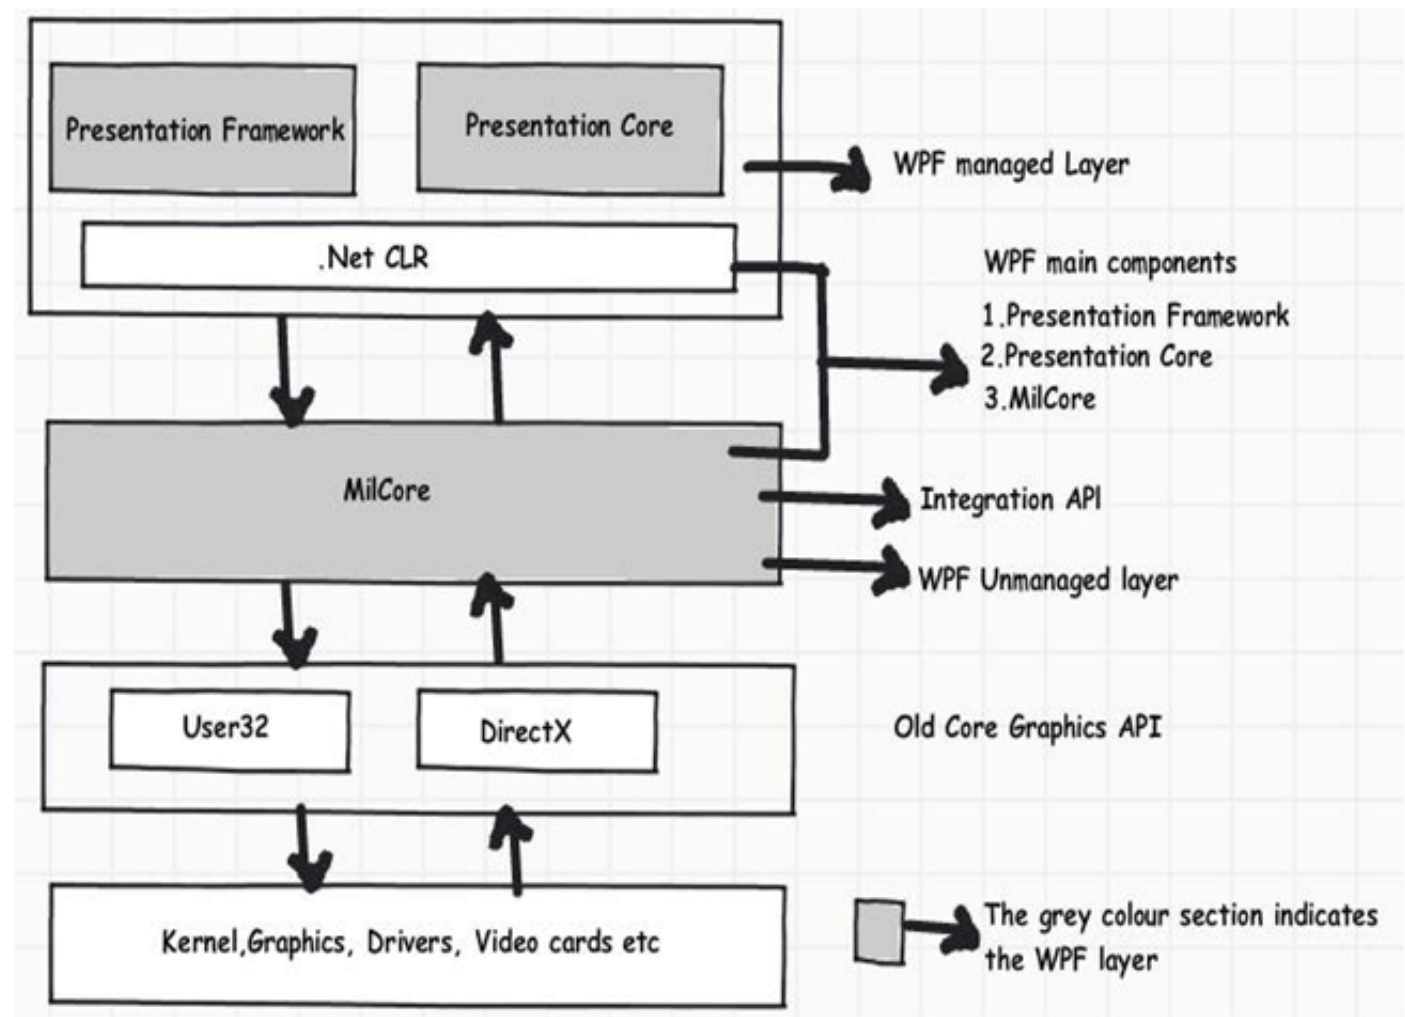 Presentation Framework
Presentation Core
WPF managed Layer
.Net CLR
WPF main components
1.Presentation Framework
2.Presentation Core
3.MilCore
MilCore
Integration API
WPF Unmanaged layer
User32
DirectX
Old Core Graphics API
Kernel,Graphics, Drivers, Video cards etc
The grey colour section indicates
the WPF layer